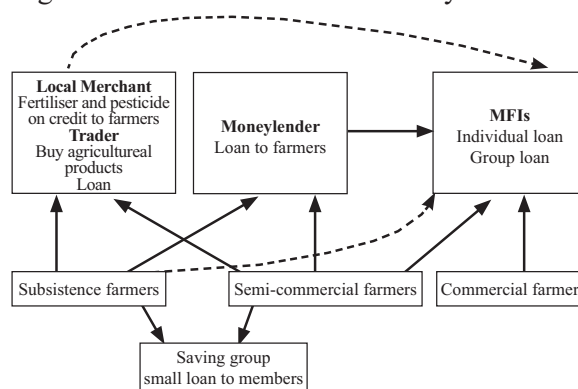 Local Merchant
Fertiliser and pesticide
on credit to farmers
Trader
Buy agricultureal
products
Loan
Moneylender
Loan to farmers
MFIs
Individual loan
Group loan
Subsistence farmers
Semi-commercial farmers
Commercial farmer
Saving group
small loan to members